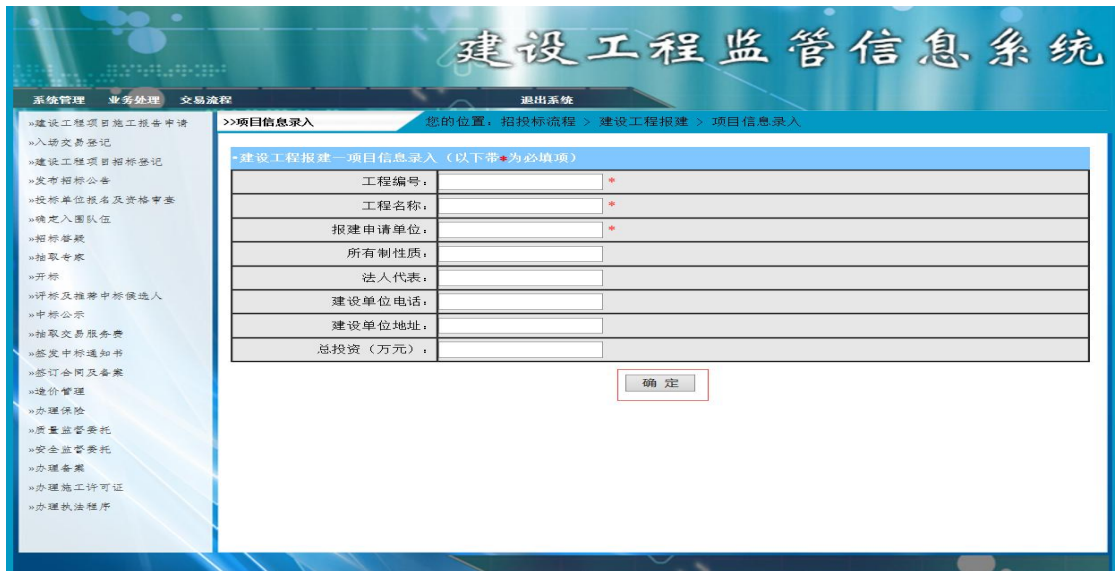 建设工程监管信息系统
系统管理 业务处理 交易流程 退出系统
»建设工程项目施工报告申请
»入场交易登记
»建设工程项目招标登记
»发布招标公告
»投标单位报名及资格审查
»确定入围队伍
»招标答疑
»抽取专家
»开标
»评标及推荐中标侯选人
»中标公示
»抽取交易服务费
»签发中标通知书
»签订合同及备案
»造价管理
»办理保险
»质量监督委托
»安全监督委托
»办理备案
»办理施工许可证
»办理执法程序
>>项目信息录入 您的位置：招投标流程 > 建设工程报建 > 项目信息录入
•建设工程报建—项目信息录入（以下带*为必填项）
工程编号： *
工程名称： *
报建申请单位： *
所有制性质：
法人代表：
建设单位电话：
建设单位地址：
总投资（万元）：
确 定